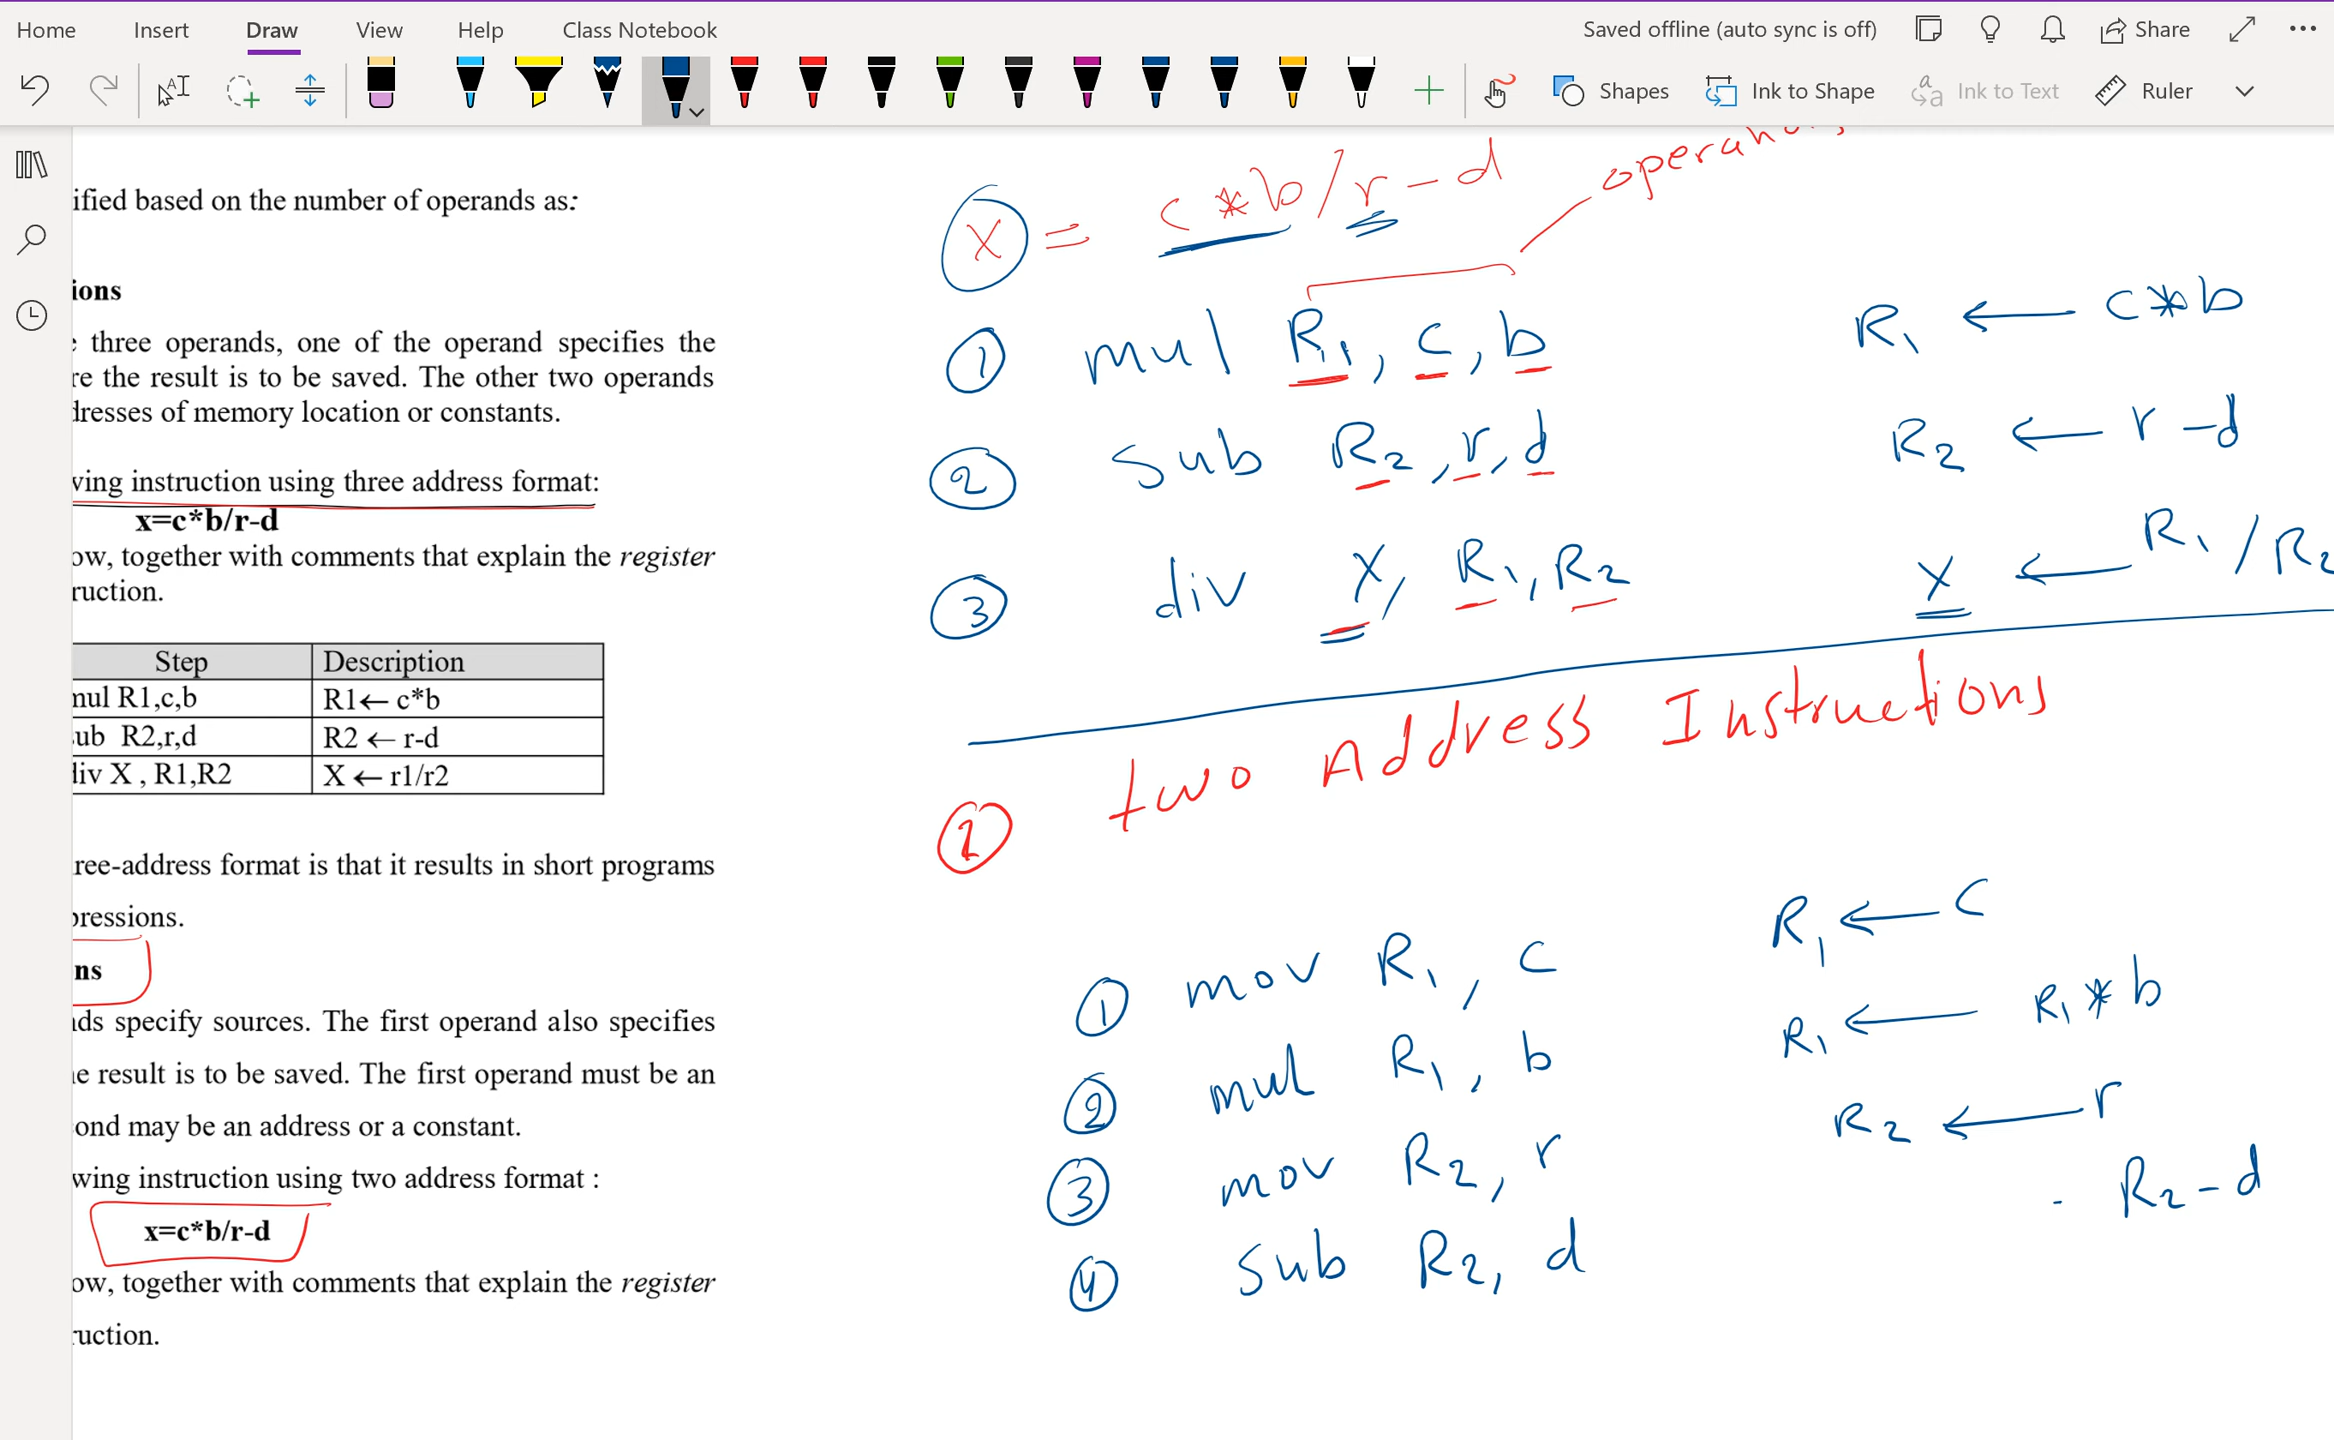 Home Insert Draw View Help Class Notebook Saved offline (auto sync is off) Share
Shapes Ink to Shape Ink to Text Ruler
ified based on the number of operands as:
ions
three operands, one of the operand specifies the
re the result is to be saved. The other two operands
dresses of memory location or constants.
ving instruction using three address format:
x=c*b/r-d
ow, together with comments that explain the register
ruction.
Step Description
mul R1,c,b R1← c*b
ub R2,r,d R2 ← r-d
div X , R1,R2 X ← r1/r2
ree-address format is that it results in short programs
pressions.
ns
nds specify sources. The first operand also specifies
e result is to be saved. The first operand must be an
ond may be an address or a constant.
wing instruction using two address format :
x=c*b/r-d
ow, together with comments that explain the register
ruction.
X = c*b/r-d
① mul R1, c, b R1 ← c*b
② Sub R2, r, d R2 ← r-d
③ div X, R1, R2 X ← R1/R2
② two Address Instructions
① mov R1, c R1 ← c
② mul R1, b R1 ← R1*b
③ mov R2, r R2 ← r
④ Sub R2, d R2-d